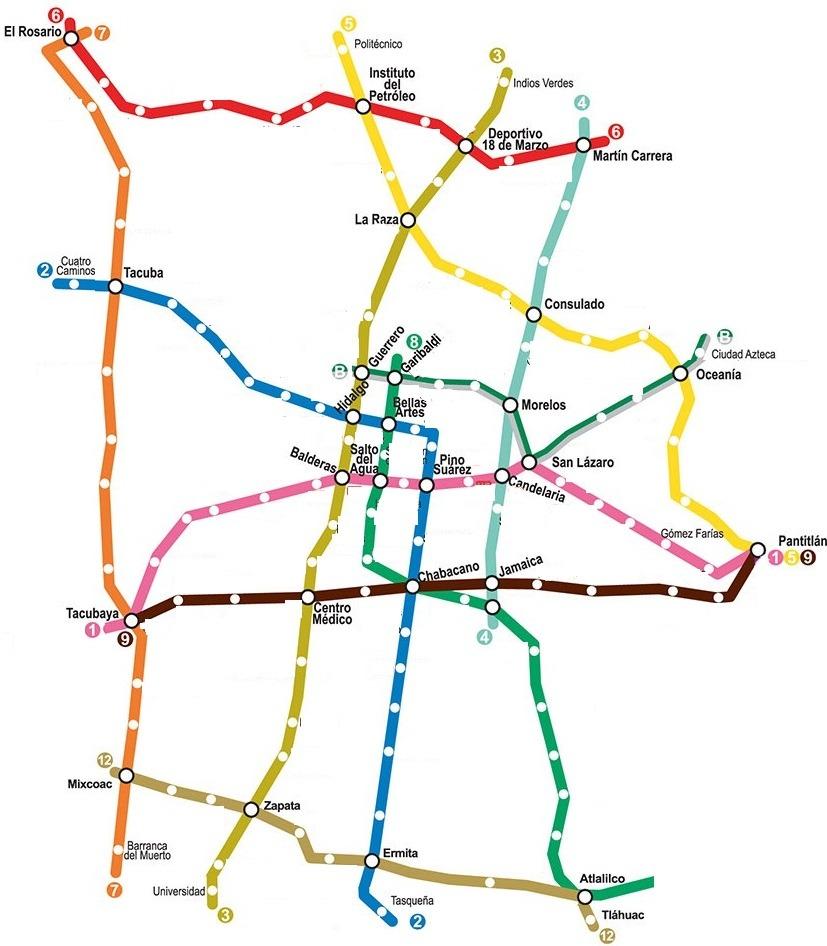 6
El Rosario
7
5
Politécnico
Instituto
del
Petróleo
3
Indios Verdes
4
Deportivo
18 de Marzo
6
Martín Carrera
La Raza
2
Cuatro
Caminos
Tacuba
Consulado
B
Guerrero
8
Garibaldi
B
Ciudad Azteca
Oceanía
Hidalgo
Bellas
Artes
Morelos
Balderas
Salto
del
Agua
Pino
Suárez
San Lázaro
Candelaria
Gómez Farías
Pantitlán
1 5 9
Chabacano
Jamaica
Tacubaya
1
9
Centro
Médico
4
12
Mixcoac
Zapata
Barranca
del Muerto
Ermita
7
Universidad
3
Tasqueña
2
Atlalilco
Tláhuac
12